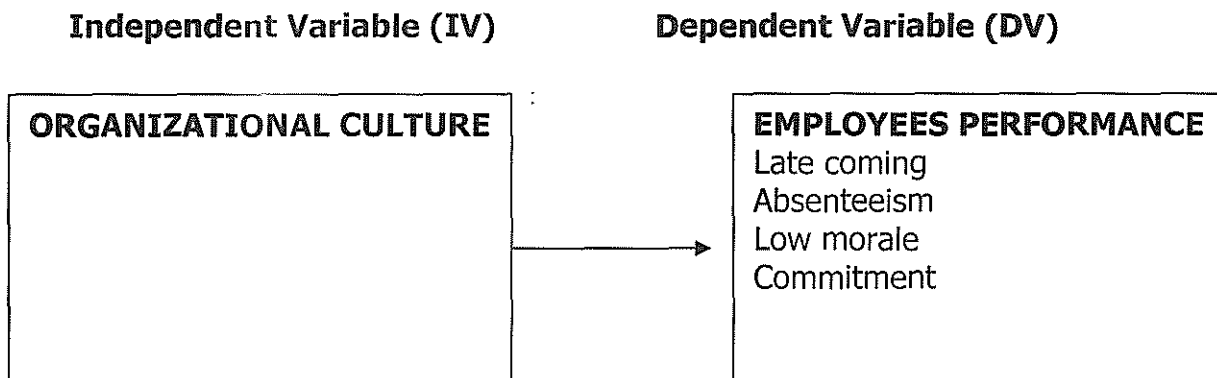 Independent Variable (IV)
Dependent Variable (DV)
ORGANIZATIONAL CULTURE
EMPLOYEES PERFORMANCE
Late coming
Absenteeism
Low morale
Commitment